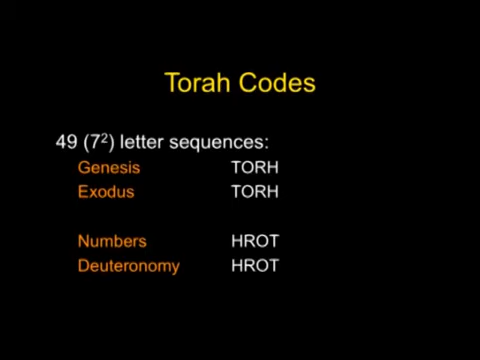 Torah Codes
49 (7²) letter sequences:
Genesis TORH
Exodus TORH
Numbers HROT
Deuteronomy HROT